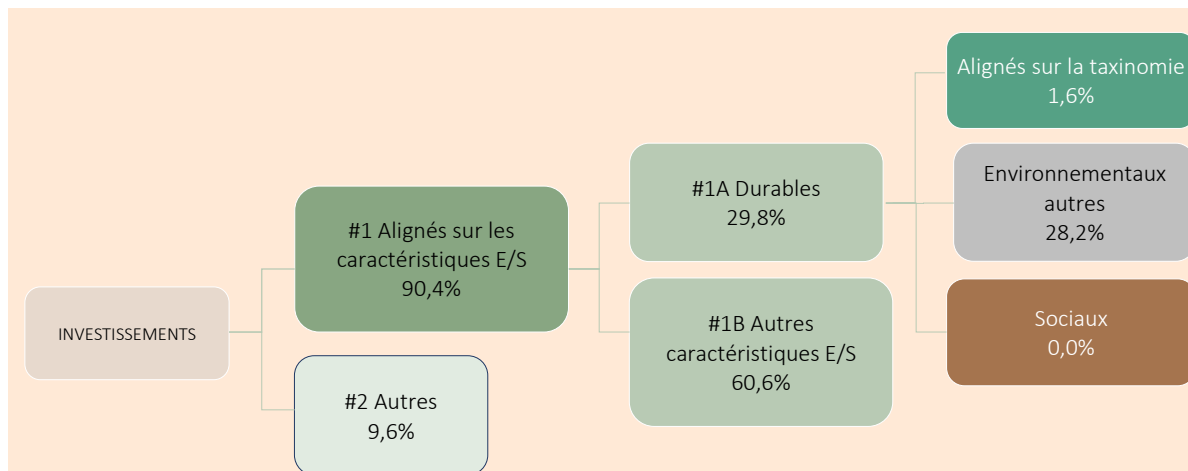 INVESTISSEMENTS
#1 Alignés sur les
caractéristiques E/S
90,4%
#2 Autres
9,6%
#1A Durables
29,8%
#1B Autres
caractéristiques E/S
60,6%
Alignés sur la taxinomie
1,6%
Environnementaux
autres
28,2%
Sociaux
0,0%